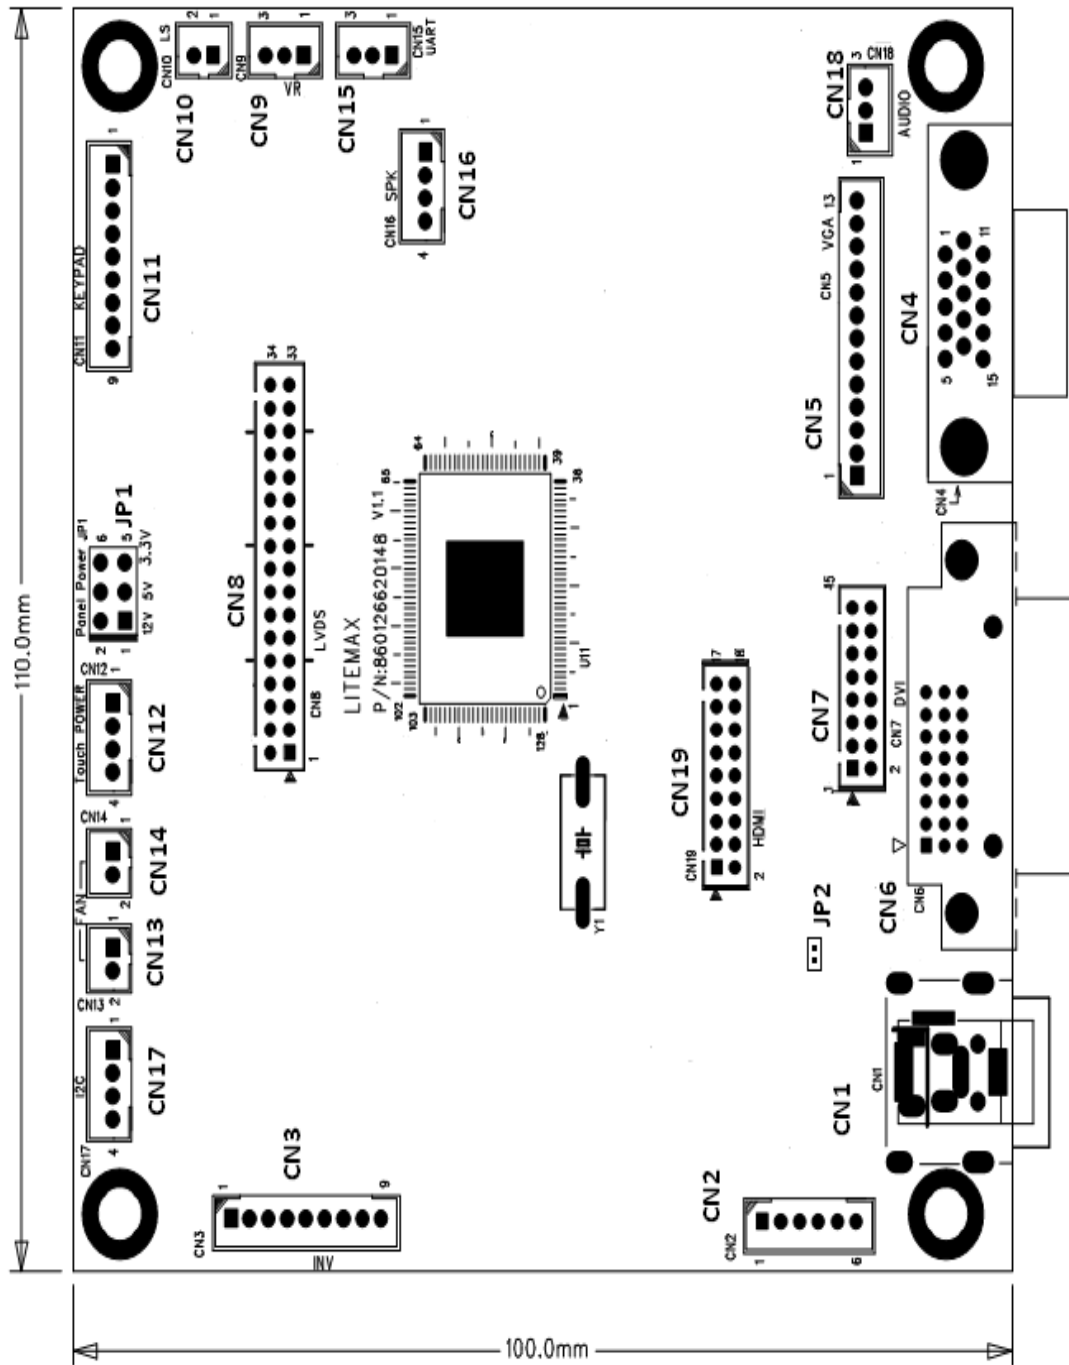 CN10 LS
2
1
CN10
CN9
3
1
VR
CN9
3
1
CN15
UART
CN15
CN18
3
CN18
1
AUDIO
1
CN16 SPK
4
CN16
1
KEYPAD
CN11
9
CN11
VGA 13
CN5
1
CN5
1
11
5
15
CN4
CN4
34
33
CN8
LVDS
CN8
1
Panel Power JP1
6
5
2
1
12V 5V 3.3V
JP1
LITEMAX
P/N:860126620148 V1.1
64
65
39
38
102
103
128
1
U11
CN12
1
Touch POWER
4
CN12
CN14
1
2
CN14
FAN
1
2
CN13
CN13
17
18
CN19
CN19
2
HDMI
15
CN7
2
CN7 DVI
Y1
JP2
CN6
CN6
I2C
1
4
CN17
CN17
CN1
CN1
1
9
CN3
CN3
INV
CN2
CN2
1
6
110.0mm
100.0mm